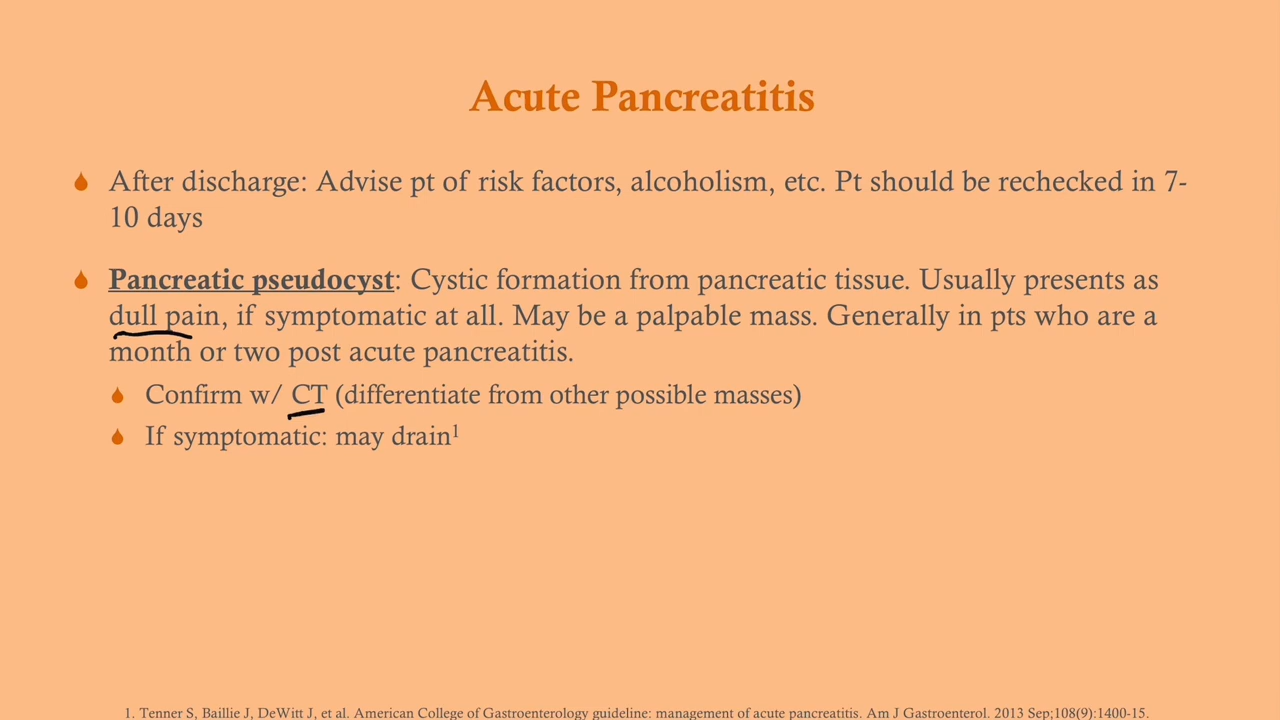 Acute Pancreatitis
After discharge: Advise pt of risk factors, alcoholism, etc. Pt should be rechecked in 7-
10 days
Pancreatic pseudocyst: Cystic formation from pancreatic tissue. Usually presents as
dull pain, if symptomatic at all. May be a palpable mass. Generally in pts who are a
month or two post acute pancreatitis.
Confirm w/ CT (differentiate from other possible masses)
If symptomatic: may drain¹
1. Tenner S, Baillie J, DeWitt J, et al. American College of Gastroenterology guideline: management of acute pancreatitis. Am J Gastroenterol. 2013 Sep;108(9):1400-15.